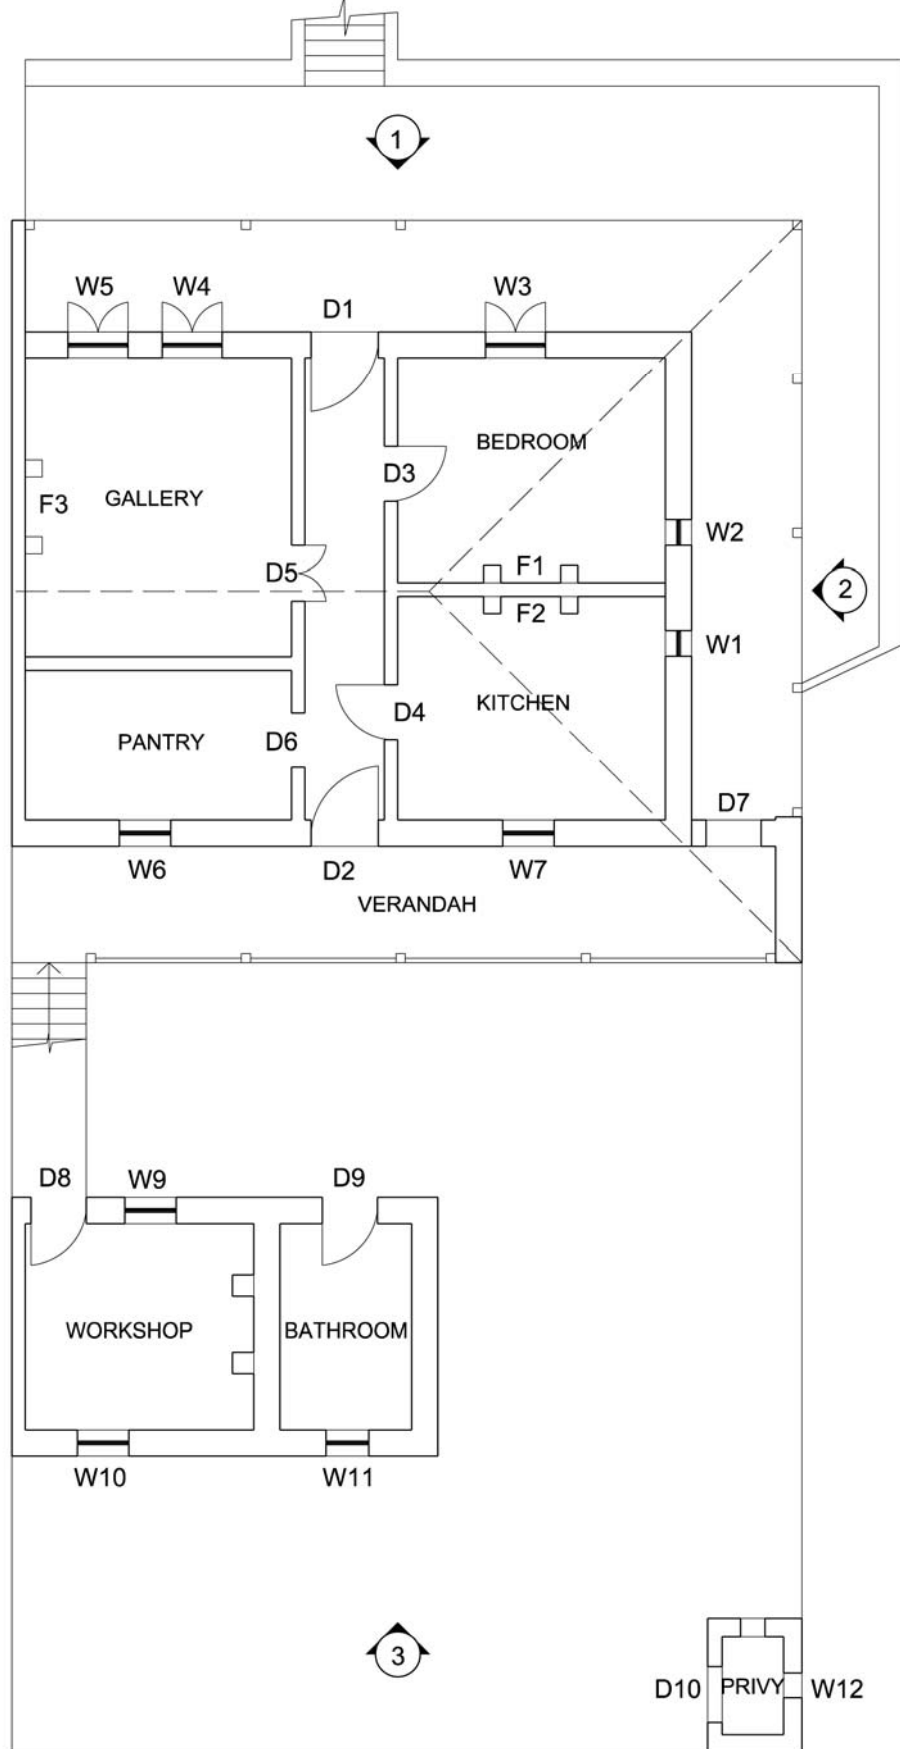 1
W5 W4 W3
D1
BEDROOM
D3
GALLERY
F3
W2
F1
D5
2
F2
W1
KITCHEN
D4
PANTRY D6
D7
W6 D2 W7
VERANDAH
D8 W9 D9
WORKSHOP BATHROOM
W10 W11
3
D10 PRIVY W12